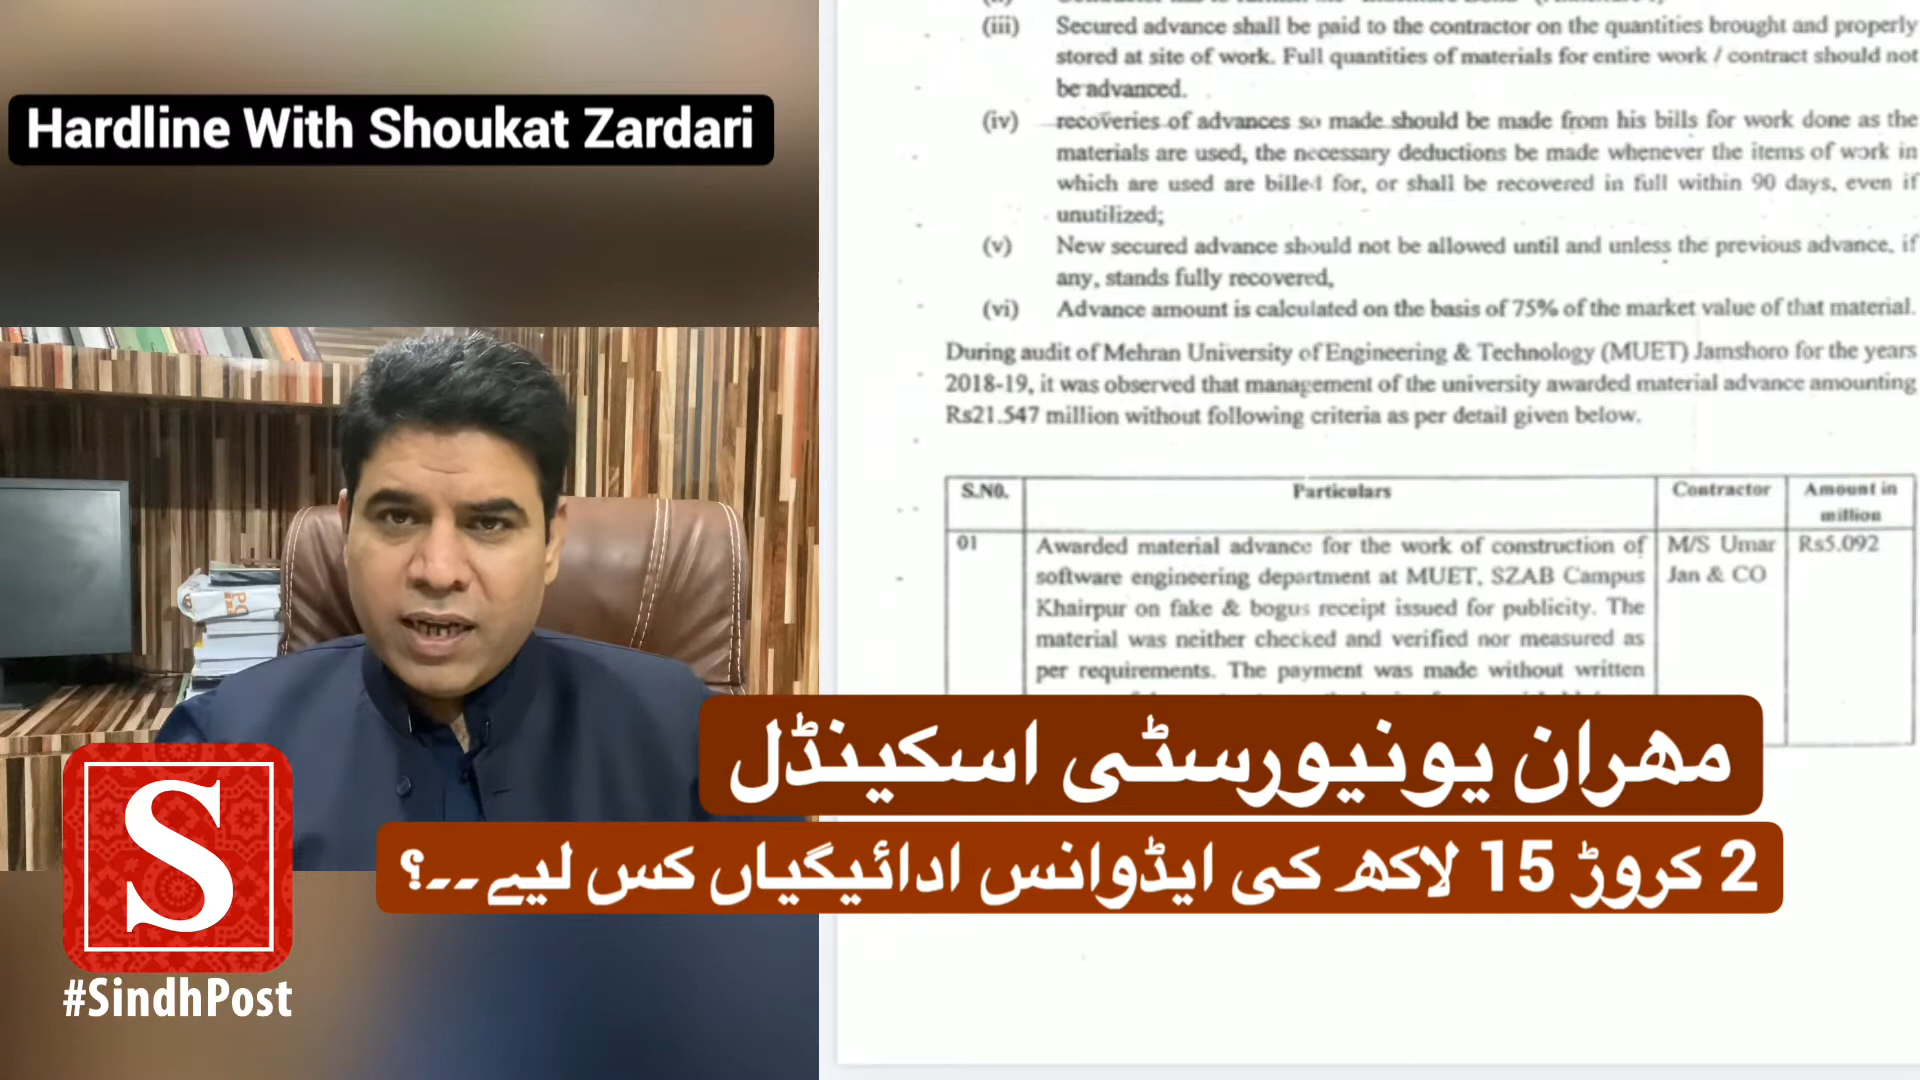 Hardline With Shoukat Zardari
(iii) Secured advance shall be paid to the contractor on the quantities brought and properly
stored at site of work. Full quantities of materials for entire work / contract should not
be advanced.
(iv) recoveries of advances so made should be made from his bills for work done as the
materials are used, the necessary deductions be made whenever the items of work in
which are used are billed for, or shall be recovered in full within 90 days, even if
unutilized;
(v) New secured advance should not be allowed until and unless the previous advance, if
any, stands fully recovered,
(vi) Advance amount is calculated on the basis of 75% of the market value of that material.
During audit of Mehran University of Engineering & Technology (MUET) Jamshoro for the years
2018-19, it was observed that management of the university awarded material advance amounting
Rs21.547 million without following criteria as per detail given below.
S.N0. Particulars Contractor Amount in
million
01 Awarded material advance for the work of construction of M/S Umar Rs5.092
software engineering department at MUET, SZAB Campus Jan & CO
Khairpur on fake & bogus receipt issued for publicity. The
material was neither checked and verified nor measured as
per requirements. The payment was made without written
مهران یونیورسٹی اسکینڈل
2 کروڑ 15 لاکھ کی ایڈوانس ادائیگیاں کس لیے۔۔؟
S
#SindhPost